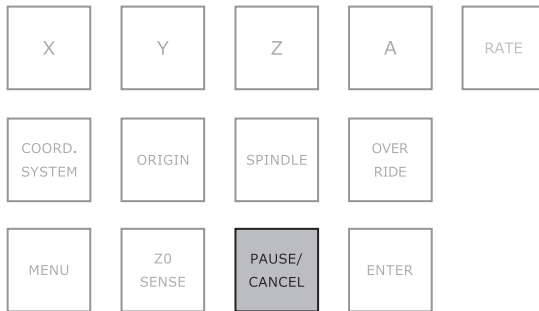 X
Y
Z
A
RATE
COORD.
SYSTEM
ORIGIN
SPINDLE
OVER
RIDE
MENU
Z0
SENSE
PAUSE/
CANCEL
ENTER